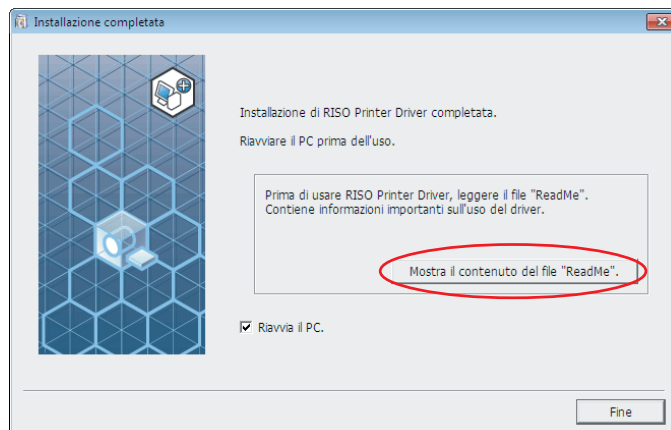 Installazione completata
Installazione di RISO Printer Driver completata.
Riavviare il PC prima dell'uso.
Prima di usare RISO Printer Driver, leggere il file "ReadMe".
Contiene informazioni importanti sull'uso del driver.
Mostra il contenuto del file "ReadMe".
Riavvia il PC.
Fine